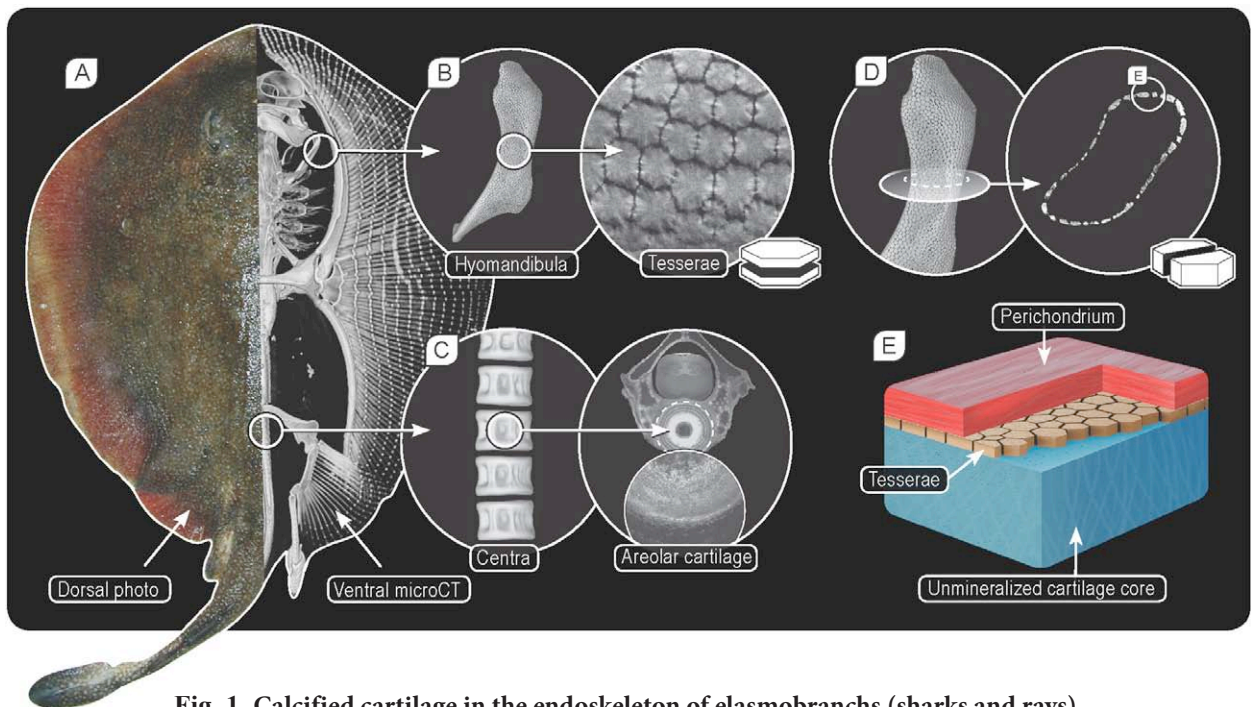 A
B
Hyomandibula
Tesserae
D
E
C
Centra
Areolar cartilage
Dorsal photo
Ventral microCT
E
Perichondrium
Tesserae
Unmineralized cartilage core
Fig. 1. Calcified cartilage in the endoskeleton of elasmobranchs (sharks and rays)